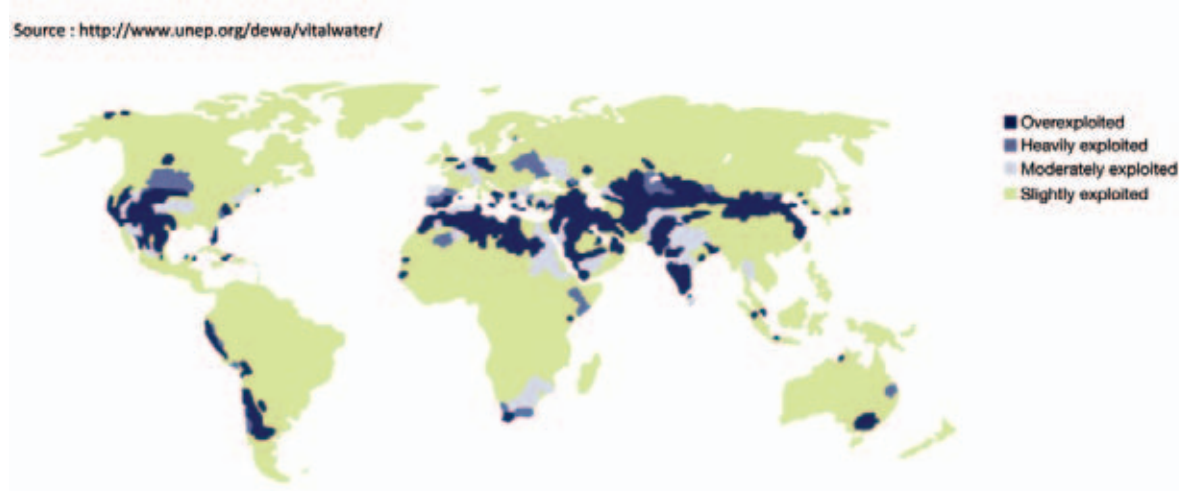 Source : http://www.unep.org/dewa/vitalwater/
Overexploited
Heavily exploited
Moderately exploited
Slightly exploited